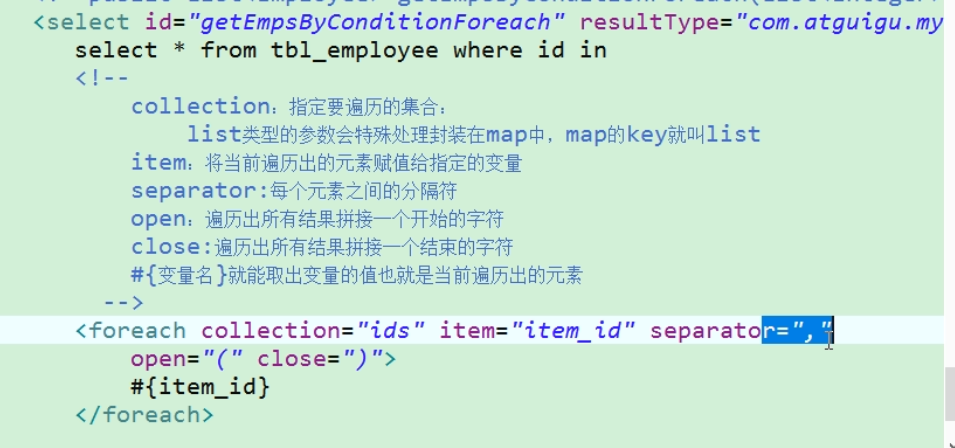 <select id="getEmpsByConditionForeach" resultType="com.atguigu.my
select * from tbl_employee where id in
<!--
collection：指定要遍历的集合：
list类型的参数会特殊处理封装在map中，map的key就叫list
item：将当前遍历出的元素赋值给指定的变量
separator:每个元素之间的分隔符
open：遍历出所有结果拼接一个开始的字符
close:遍历出所有结果拼接一个结束的字符
#{变量名}就能取出变量的值也就是当前遍历出的元素
-->
<foreach collection="ids" item="item_id" separator=","
open="(" close=")">
#{item_id}
</foreach>